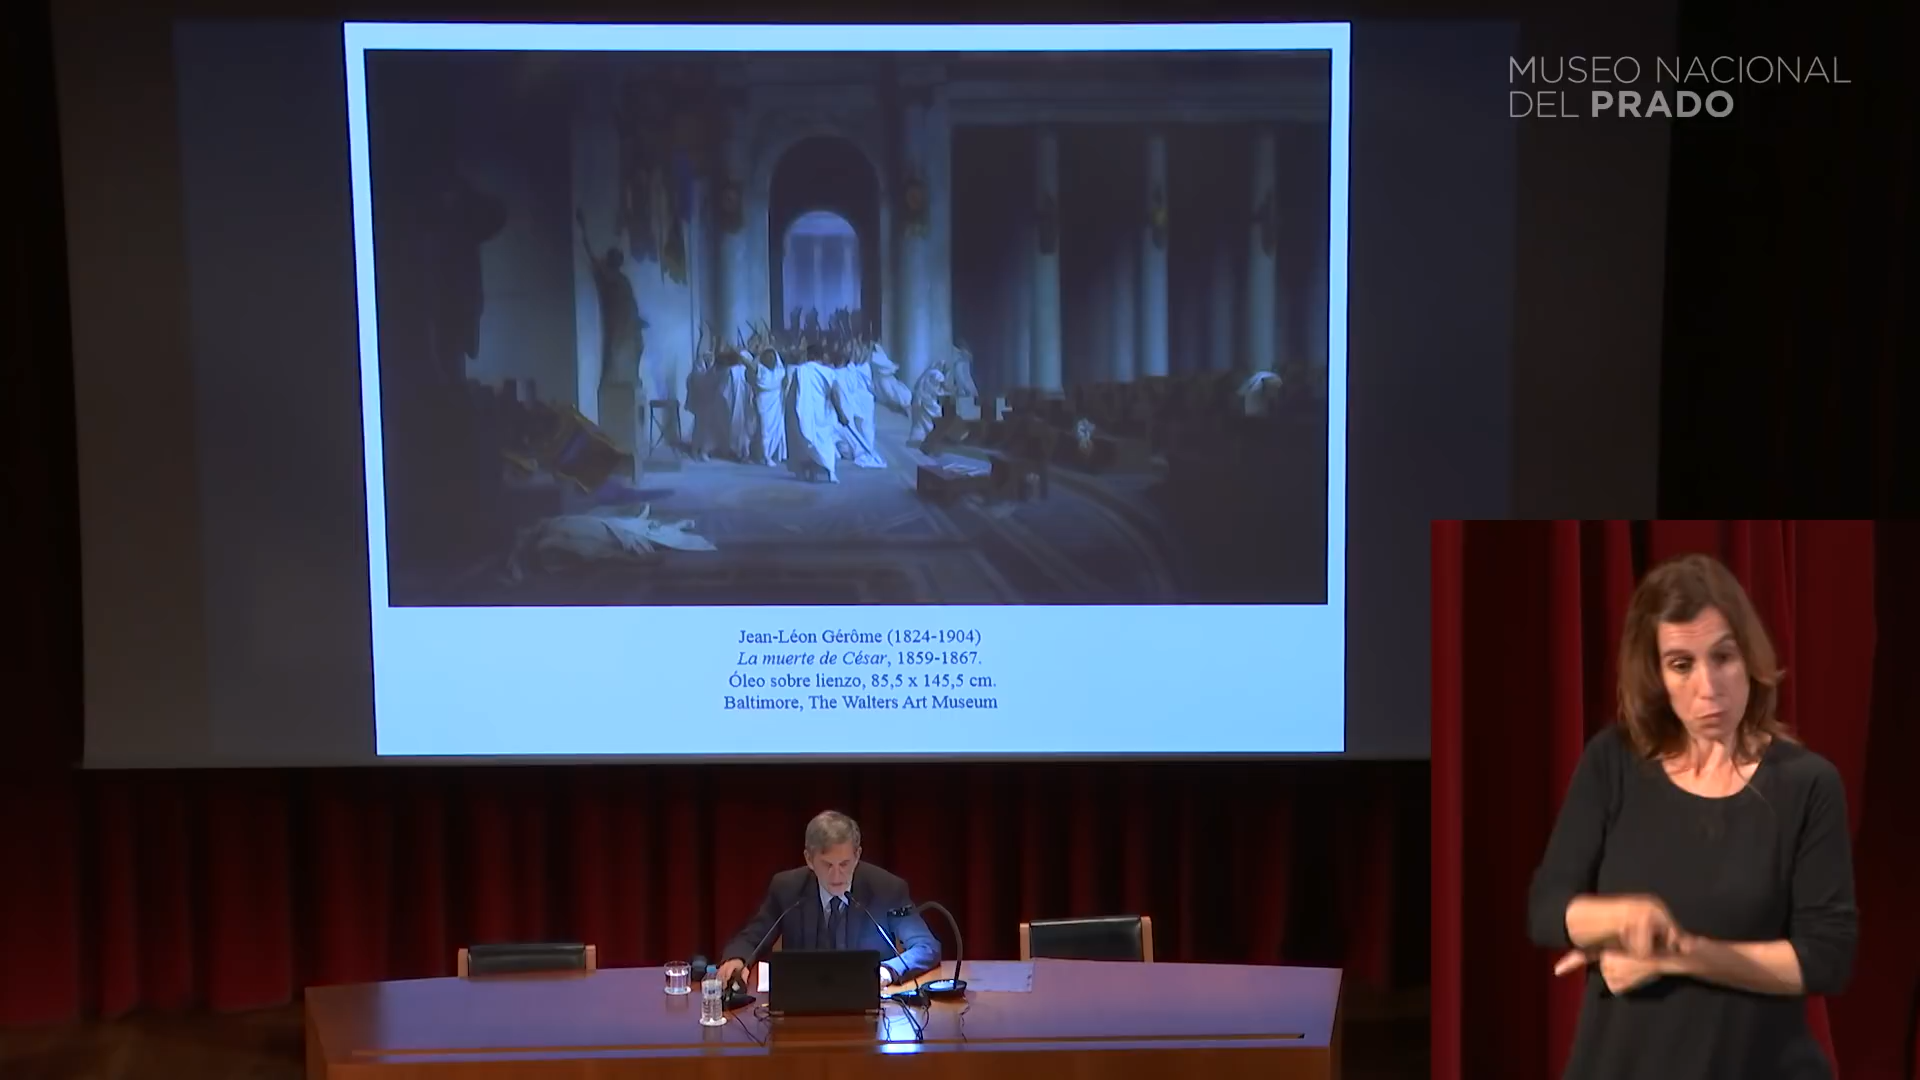 MUSEO NACIONAL
DEL PRADO
Jean-Léon Gérôme (1824-1904)
La muerte de César, 1859-1867.
Óleo sobre lienzo, 85,5 x 145,5 cm.
Baltimore, The Walters Art Museum